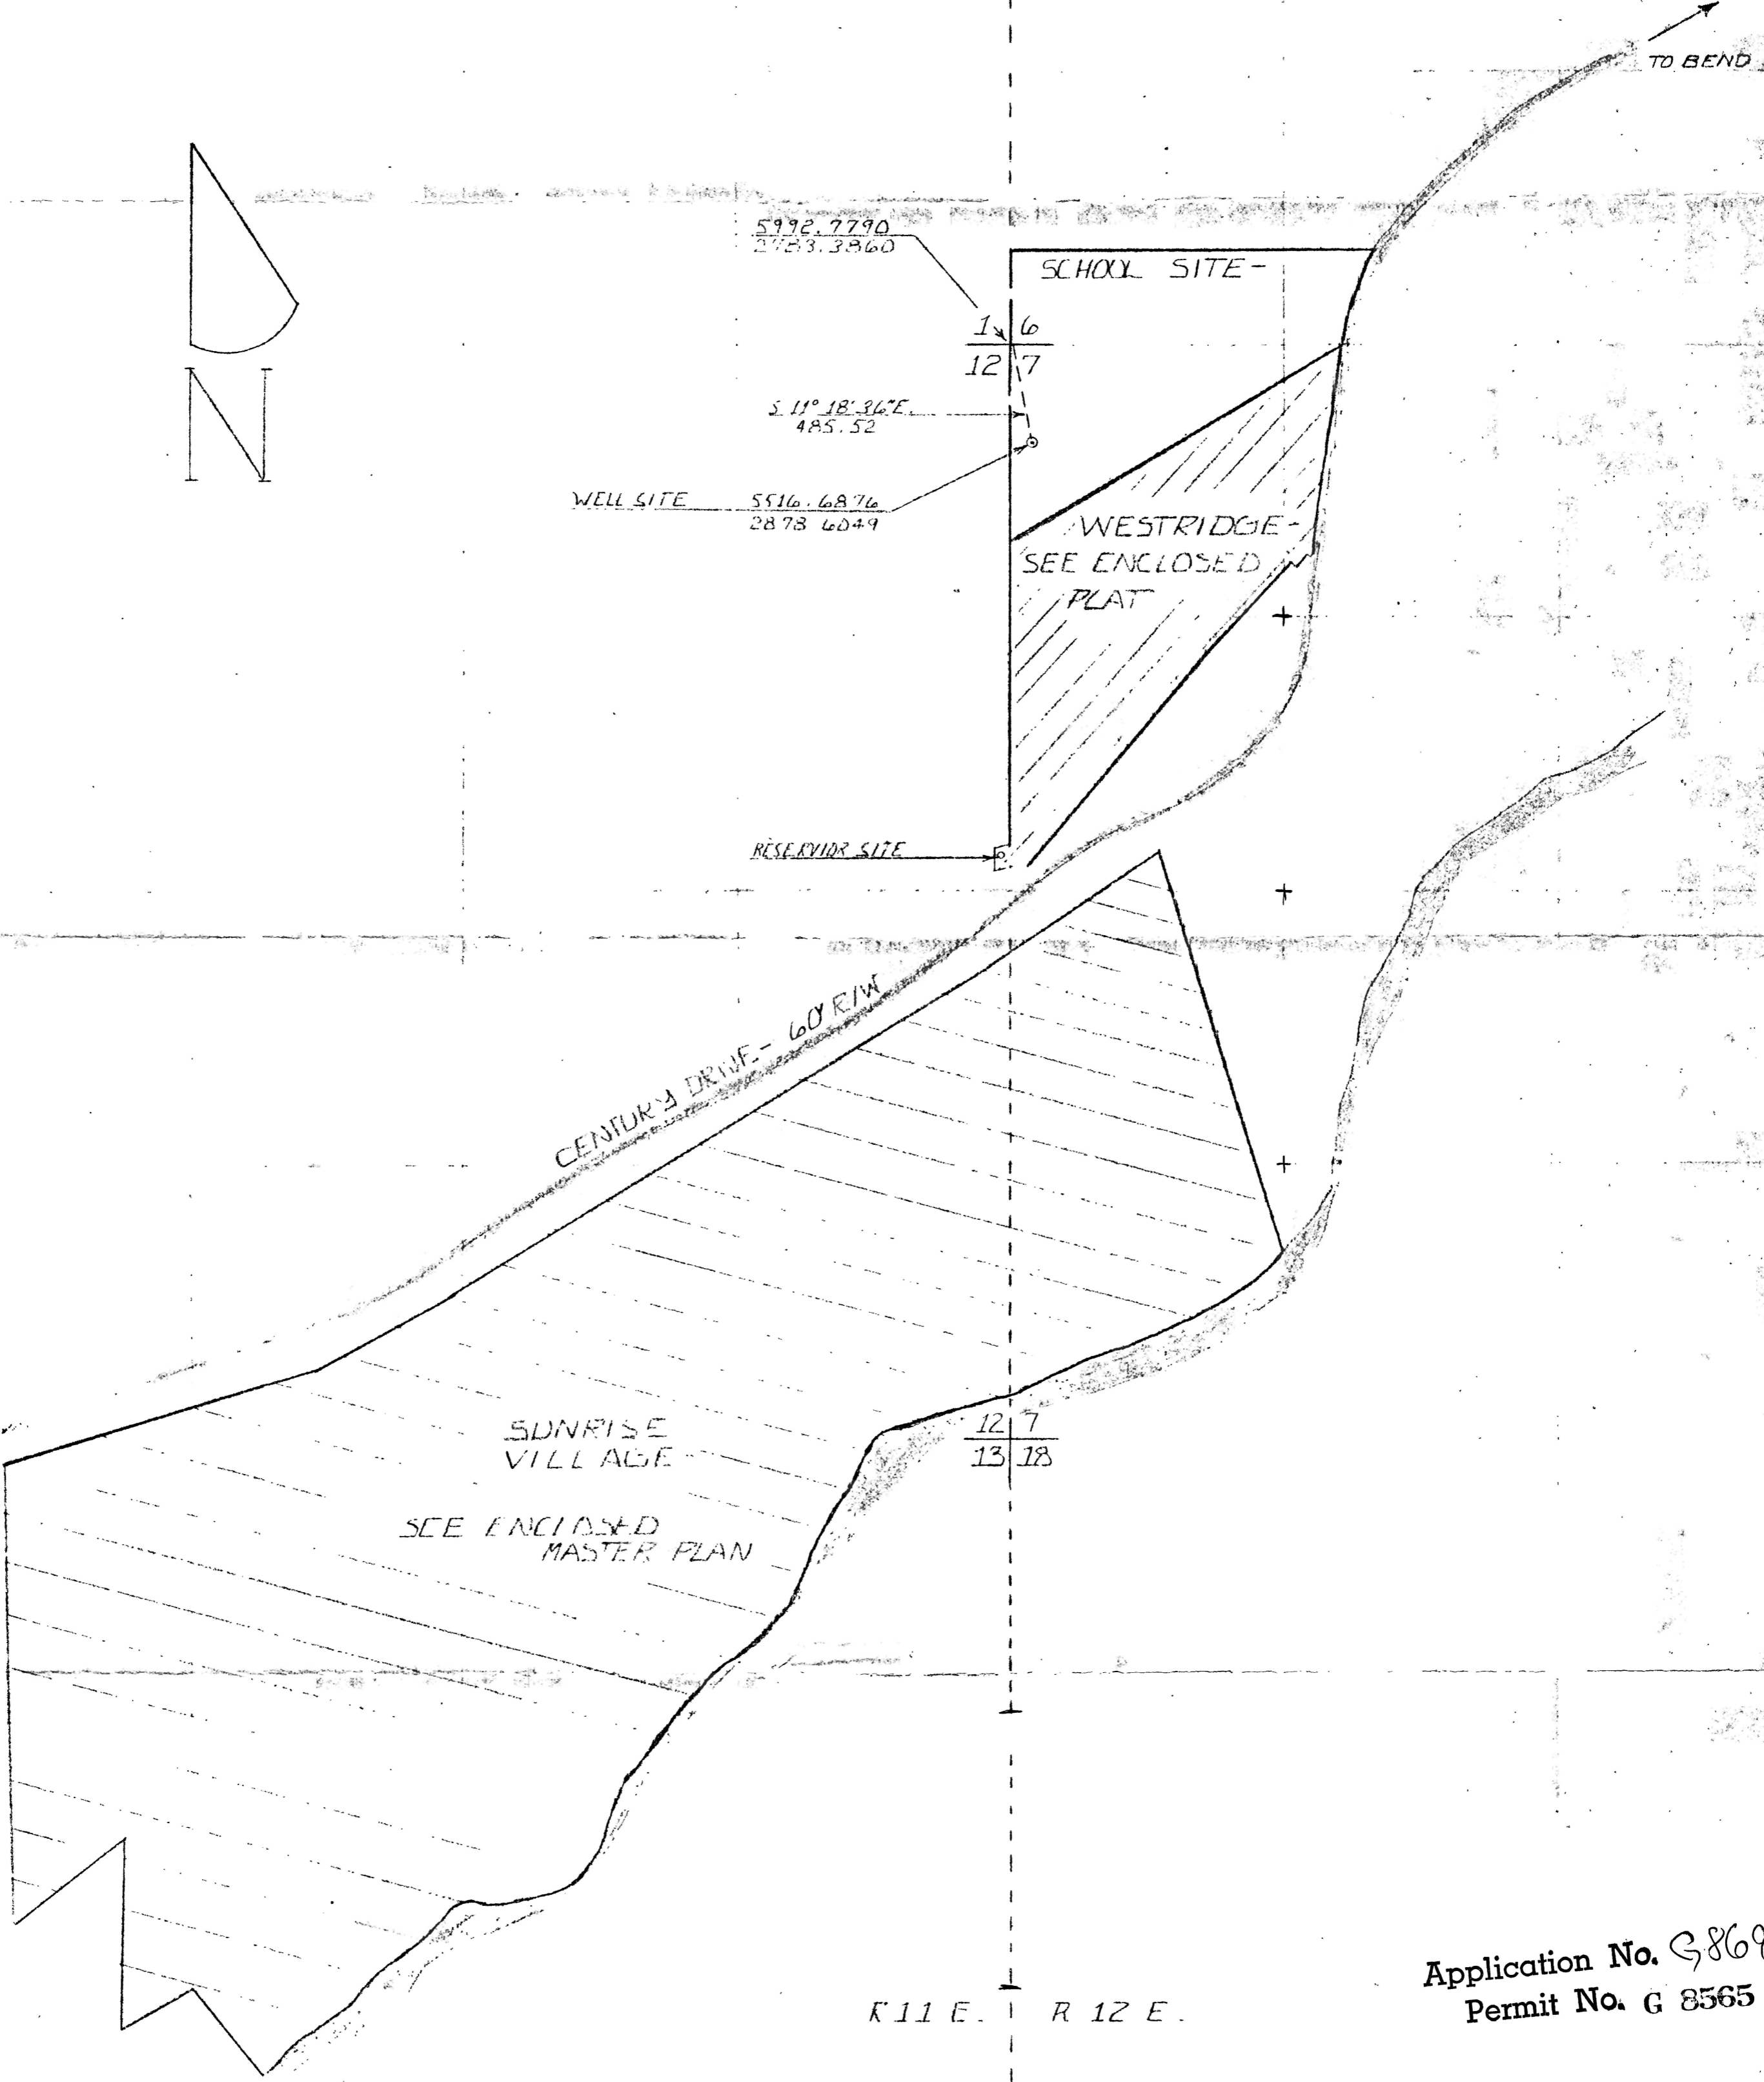 TO BEND
N
5992.7790
2783.3860
SCHOOL SITE-
1 6
12 7
S 11° 18' 36" E.
485.52
WELL SITE 5516.6876
2878 6049
WESTRIDGE-
SEE ENCLOSED
PLAT
RESERVIOR SITE
CENTURY DRIVE - 60' R/W
12 7
13 18
SUNRISE
VILLAGE
SEE ENCLOSED
MASTER PLAN
R 11 E. R 12 E.
Application No. G 869
Permit No. G 8565